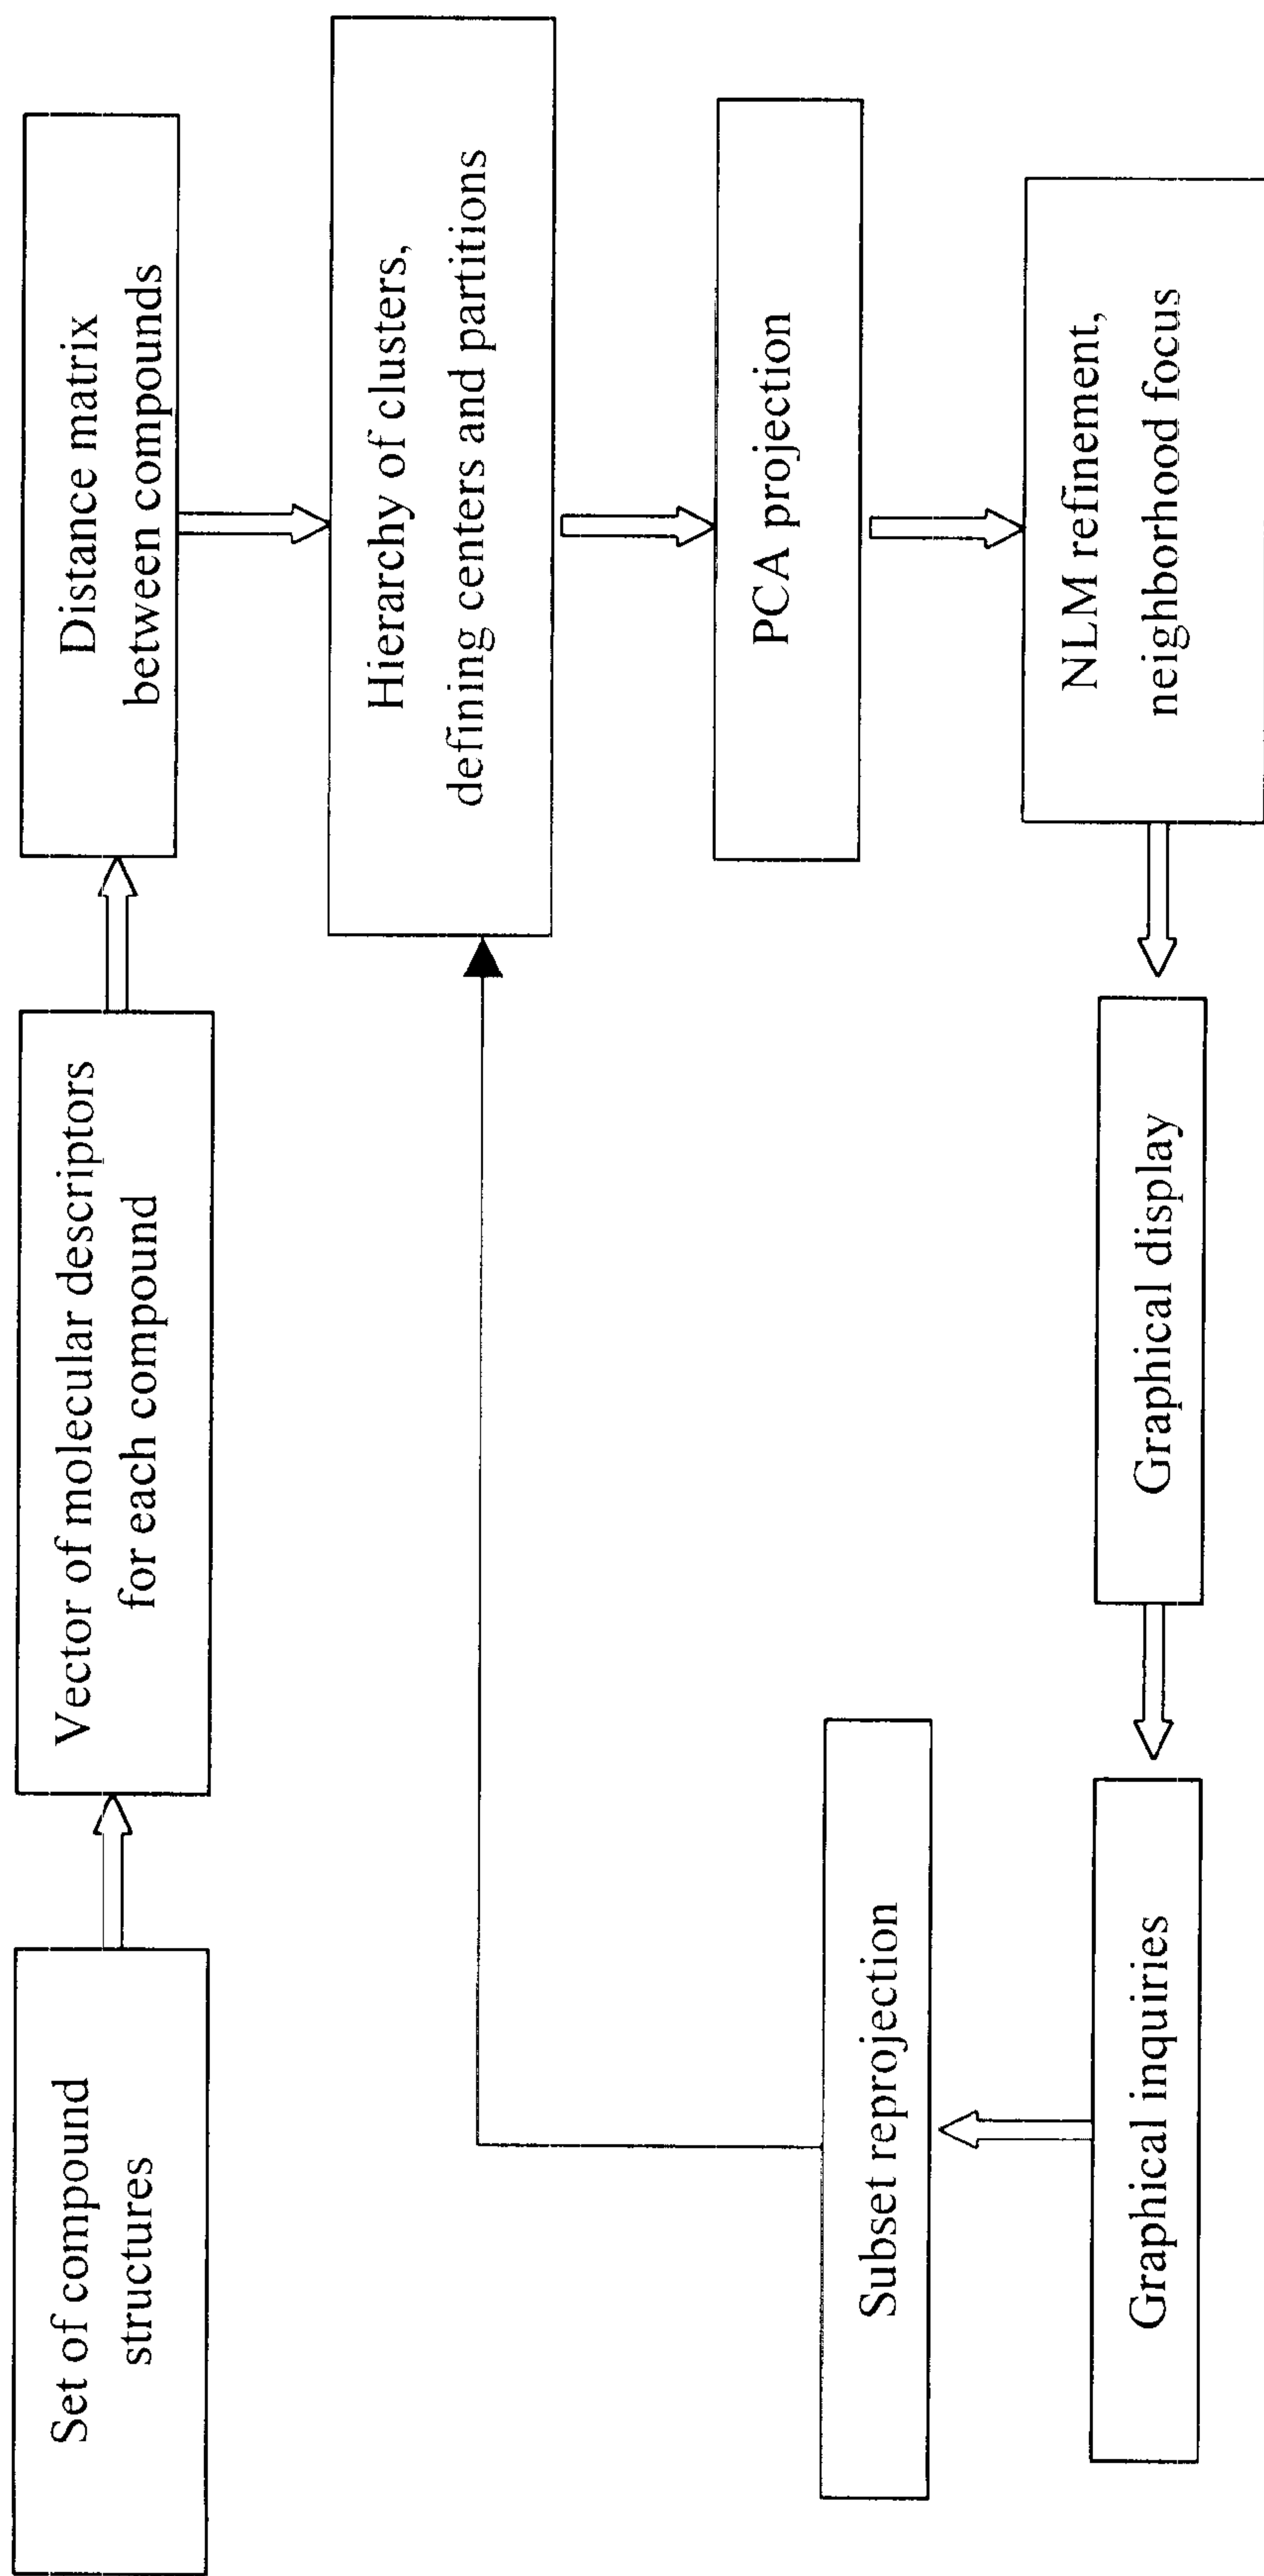 Set of compound
structures
Vector of molecular descriptors
for each compound
Distance matrix
between compounds
Hierarchy of clusters,
defining centers and partitions
PCA projection
NLM refinement,
neighborhood focus
Graphical display
Graphical inquiries
Subset reprojection